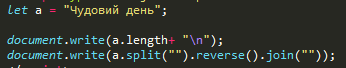 let a = "Чудовий день";
document.write(a.length+ "\n");
document.write(a.split("").reverse().join(""));